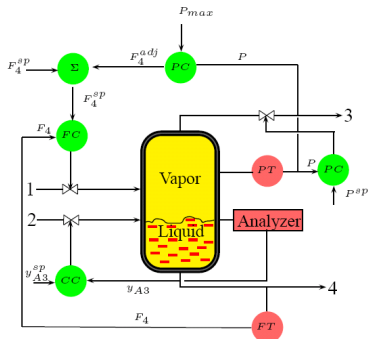 P_max
F_4^sp
Σ
F_4^adj
PC
P
F_4^sp
3
F_4
FC
Vapor
PT
P
PC
1
P^sp
2
Liquid
Analyzer
y_A3^sp
CC
y_A3
4
F_4
FT